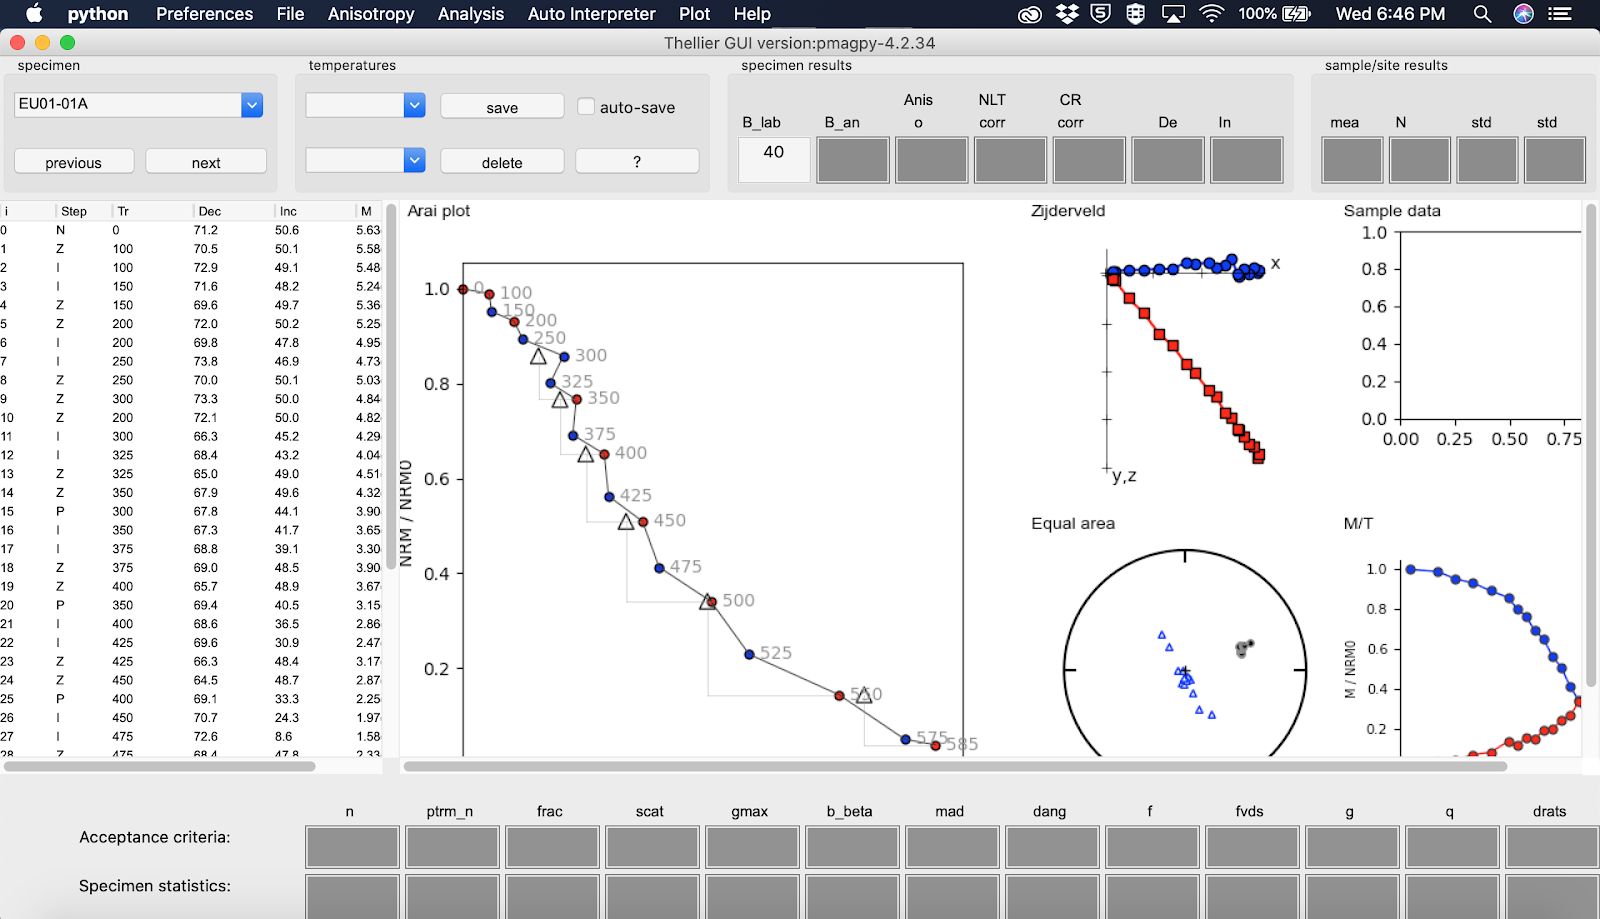 python Preferences File Anisotropy Analysis Auto Interpreter Plot Help 100% Wed 6:46 PM
Thellier GUI version:pmagpy-4.2.34
specimen temperatures specimen results sample/site results
EU01-01A save auto-save
previous next delete ?
Anis NLT CR
B_lab B_an o corr corr De In mea N std std
40
i Step Tr Dec Inc M
0 N 0 71.2 50.6 5.63
1 Z 100 70.5 50.1 5.58
2 I 100 72.9 49.1 5.48
3 I 150 71.6 48.2 5.24
4 Z 150 69.6 49.7 5.36
5 Z 200 72.0 50.2 5.25
6 I 200 69.8 47.8 4.95
7 I 250 73.8 46.9 4.73
8 Z 250 70.0 50.1 5.03
9 Z 300 73.3 50.0 4.84
10 Z 200 72.1 50.0 4.82
11 I 300 66.3 45.2 4.29
12 I 325 68.4 43.2 4.04
13 Z 325 65.0 49.0 4.51
14 Z 350 67.9 49.6 4.32
15 P 300 67.8 44.1 3.90
16 I 350 67.3 41.7 3.65
17 I 375 68.8 39.1 3.30
18 Z 375 69.0 48.5 3.90
19 Z 400 65.7 48.9 3.67
20 P 350 69.4 40.5 3.15
21 I 400 68.6 36.5 2.86
22 I 425 69.6 30.9 2.47
23 Z 425 66.3 48.4 3.17
24 Z 450 64.5 48.7 2.87
25 P 400 69.1 33.3 2.25
26 I 450 70.7 24.3 1.97
27 I 475 72.6 8.6 1.58
28 Z 475 68.4 47.8 2.33
Arai plot
NRM / NRM0
1.0
0.8
0.6
0.4
0.2
0
100
150
200
250
300
325
350
375
400
425
450
475
500
525
550
575
585
Zijderveld
x
y,z
Sample data
1.0
0.8
0.6
0.4
0.2
0.0
0.00 0.25 0.50 0.75
Equal area
M/T
M / NRM0
1.0
0.8
0.6
0.4
0.2
n ptrm_n frac scat gmax b_beta mad dang f fvds g q drats
Acceptance criteria:
Specimen statistics: